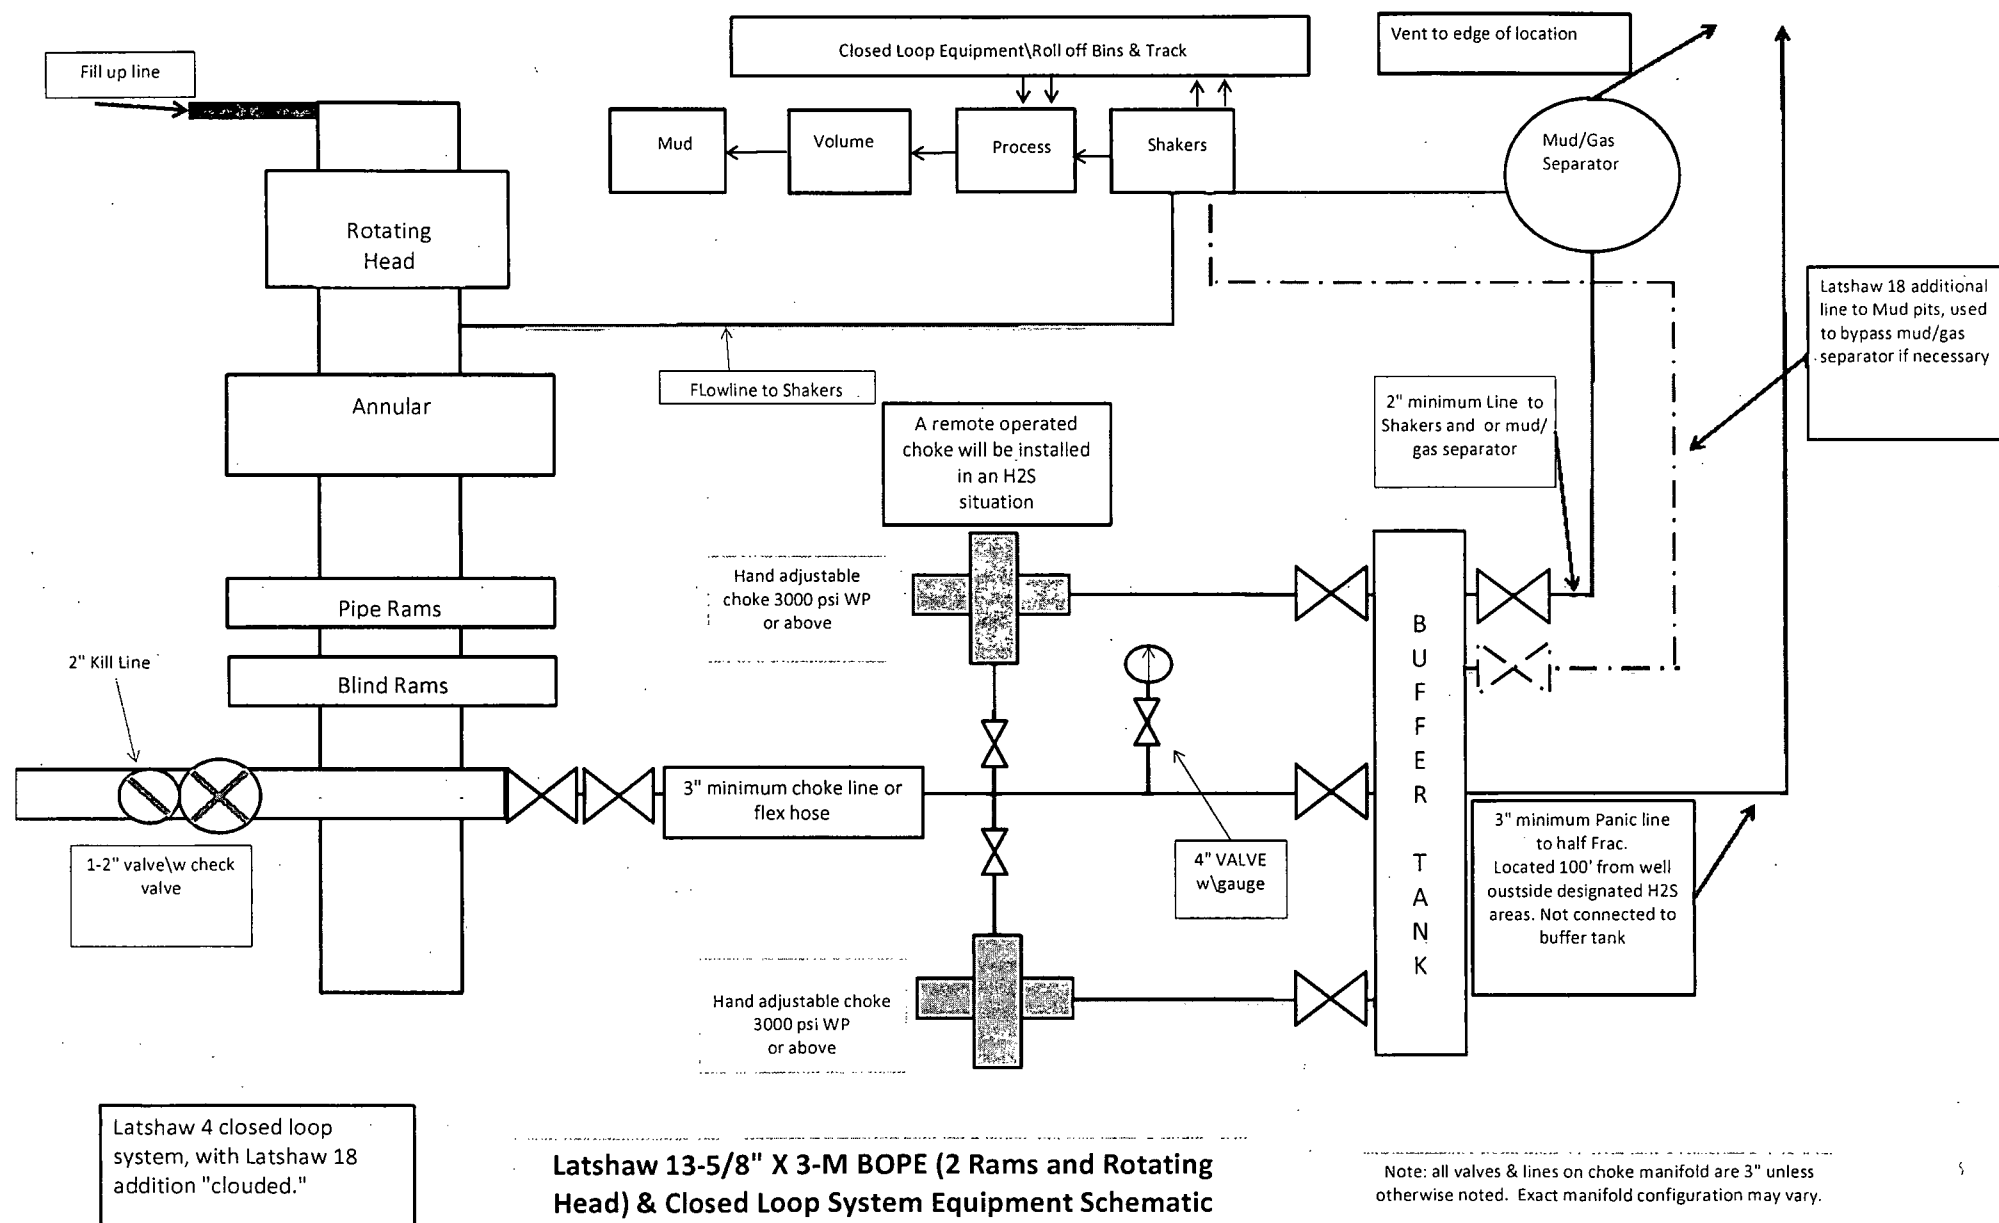 Fill up line
Closed Loop Equipment\Roll off Bins & Track
Vent to edge of location
Mud
Volume
Process
Shakers
Mud/Gas
Separator
Rotating
Head
Latshaw 18 additional
line to Mud pits, used
to bypass mud/gas
separator if necessary
FLowline to Shakers
Annular
2" minimum Line to
Shakers and or mud/
gas separator
A remote operated
choke will be installed
in an H2S
situation
Hand adjustable
choke 3000 psi WP
or above
Pipe Rams
2" Kill Line
Blind Rams
B
U
F
F
E
R
T
A
N
K
3" minimum choke line or
flex hose
1-2" valve\w check
valve
4" VALVE
w\gauge
3" minimum Panic line
to half Frac.
Located 100' from well
oustside designated H2S
areas. Not connected to
buffer tank
Hand adjustable choke
3000 psi WP
or above
Latshaw 4 closed loop
system, with Latshaw 18
addition "clouded."
Latshaw 13-5/8" X 3-M BOPE (2 Rams and Rotating
Head) & Closed Loop System Equipment Schematic
Note: all valves & lines on choke manifold are 3" unless
otherwise noted. Exact manifold configuration may vary.